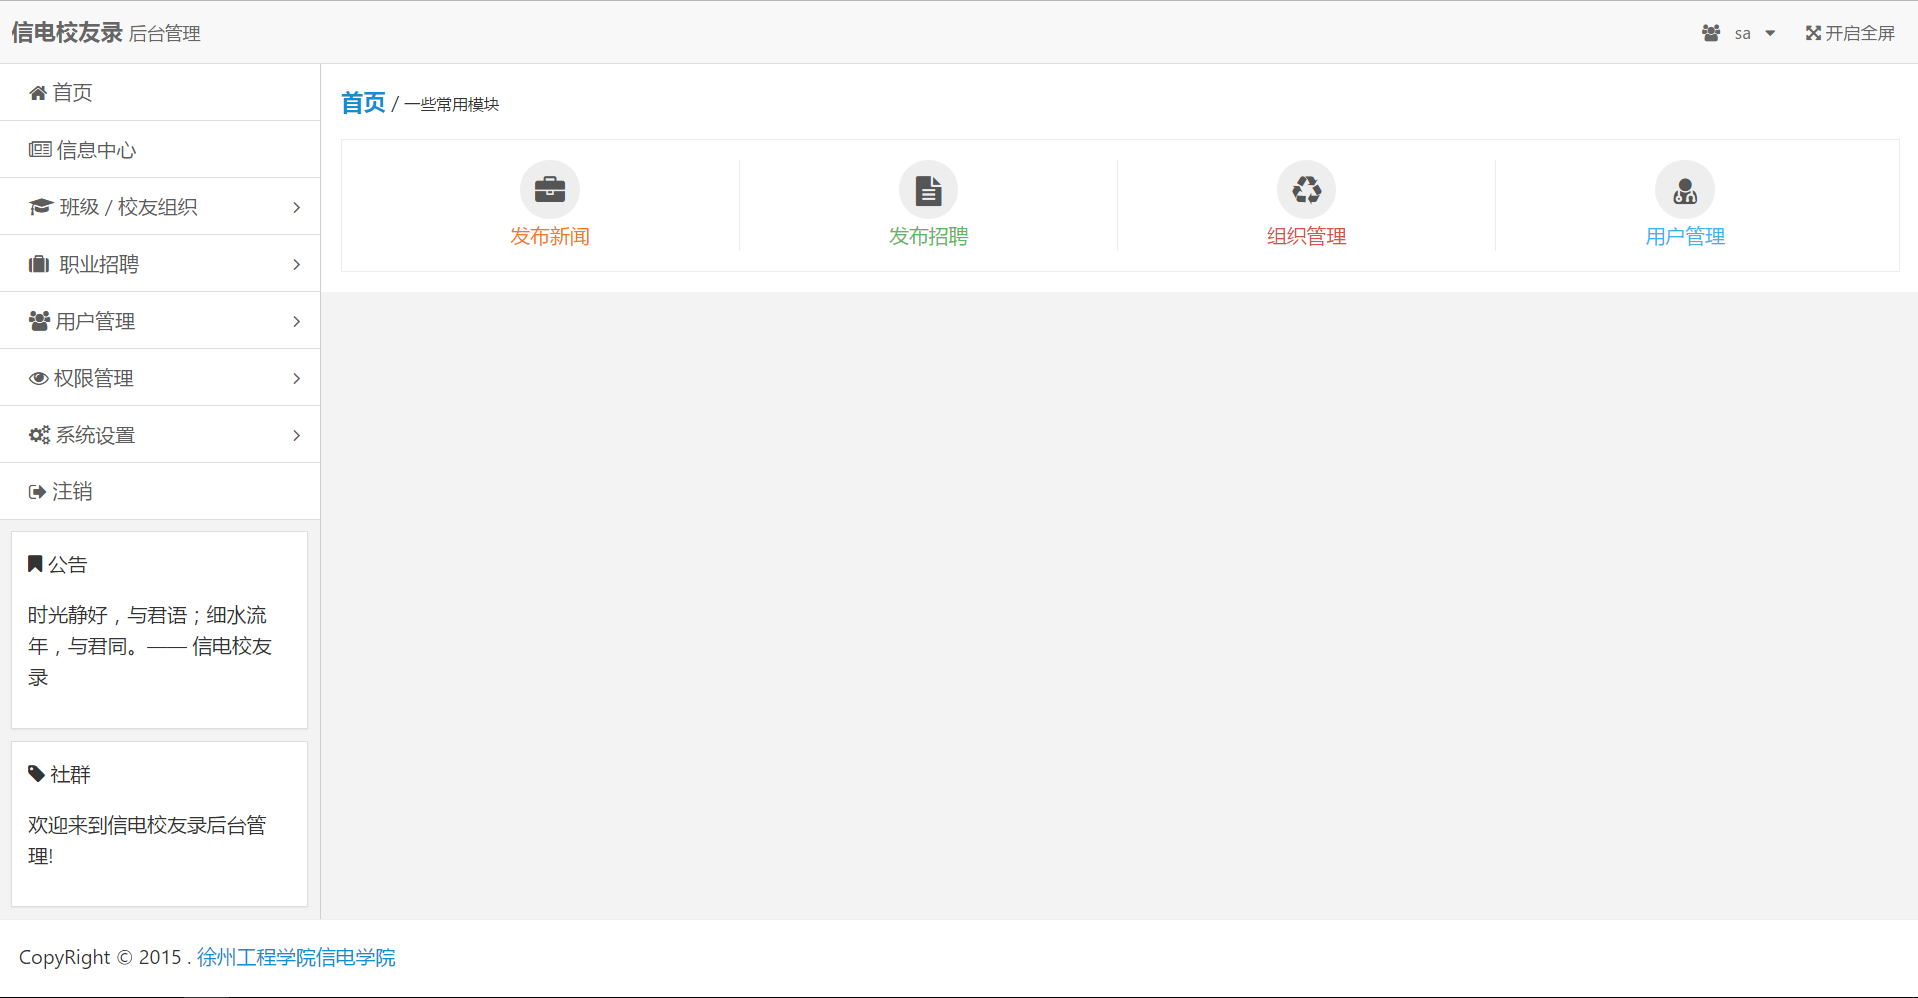 信电校友录 后台管理
sa
开启全屏
首页
信息中心
班级 / 校友组织
职业招聘
用户管理
权限管理
系统设置
注销
公告
时光静好，与君语；细水流
年，与君同。—— 信电校友
录
社群
欢迎来到信电校友录后台管
理!
首页 / 一些常用模块
发布新闻
发布招聘
组织管理
用户管理
CopyRight © 2015 . 徐州工程学院信电学院